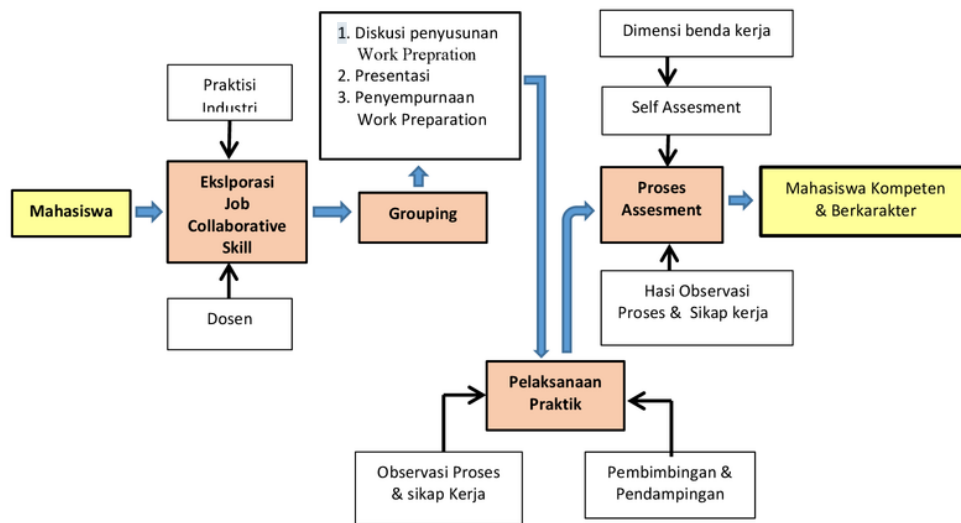 Mahasiswa
Praktisi
Industri
Ekslporasi
Job
Collaborative
Skill
Dosen
Grouping
1. Diskusi penyusunan
Work Prepration
2. Presentasi
3. Penyempurnaan
Work Preparation
Pelaksanaan
Praktik
Observasi Proses
& sikap Kerja
Pembimbingan &
Pendampingan
Dimensi benda kerja
Self Assesment
Proses
Assesment
Hasi Observasi
Proses & Sikap kerja
Mahasiswa Kompeten
& Berkarakter